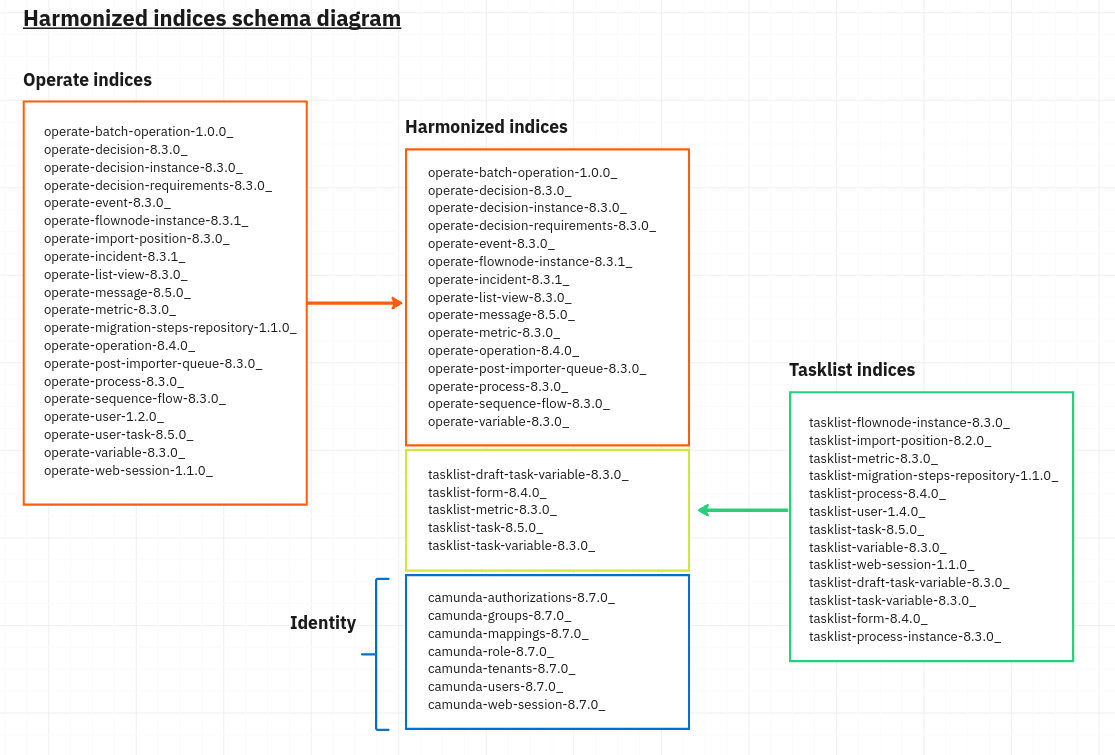 Harmonized indices schema diagram
Operate indices
operate-batch-operation-1.0.0_
operate-decision-8.3.0_
operate-decision-instance-8.3.0_
operate-decision-requirements-8.3.0_
operate-event-8.3.0_
operate-flownode-instance-8.3.1_
operate-import-position-8.3.0_
operate-incident-8.3.1_
operate-list-view-8.3.0_
operate-message-8.5.0_
operate-metric-8.3.0_
operate-migration-steps-repository-1.1.0_
operate-operation-8.4.0_
operate-post-importer-queue-8.3.0_
operate-process-8.3.0_
operate-sequence-flow-8.3.0_
operate-user-1.2.0_
operate-user-task-8.5.0_
operate-variable-8.3.0_
operate-web-session-1.1.0_
Harmonized indices
operate-batch-operation-1.0.0_
operate-decision-8.3.0_
operate-decision-instance-8.3.0_
operate-decision-requirements-8.3.0_
operate-event-8.3.0_
operate-flownode-instance-8.3.1_
operate-incident-8.3.1_
operate-list-view-8.3.0_
operate-message-8.5.0_
operate-metric-8.3.0_
operate-operation-8.4.0_
operate-post-importer-queue-8.3.0_
operate-process-8.3.0_
operate-sequence-flow-8.3.0_
operate-variable-8.3.0_
tasklist-draft-task-variable-8.3.0_
tasklist-form-8.4.0_
tasklist-metric-8.3.0_
tasklist-task-8.5.0_
tasklist-task-variable-8.3.0_
Identity
camunda-authorizations-8.7.0_
camunda-groups-8.7.0_
camunda-mappings-8.7.0_
camunda-role-8.7.0_
camunda-tenants-8.7.0_
camunda-users-8.7.0_
camunda-web-session-8.7.0_
Tasklist indices
tasklist-flownode-instance-8.3.0_
tasklist-import-position-8.2.0_
tasklist-metric-8.3.0_
tasklist-migration-steps-repository-1.1.0_
tasklist-process-8.4.0_
tasklist-user-1.4.0_
tasklist-task-8.5.0_
tasklist-variable-8.3.0_
tasklist-web-session-1.1.0_
tasklist-draft-task-variable-8.3.0_
tasklist-task-variable-8.3.0_
tasklist-form-8.4.0_
tasklist-process-instance-8.3.0_